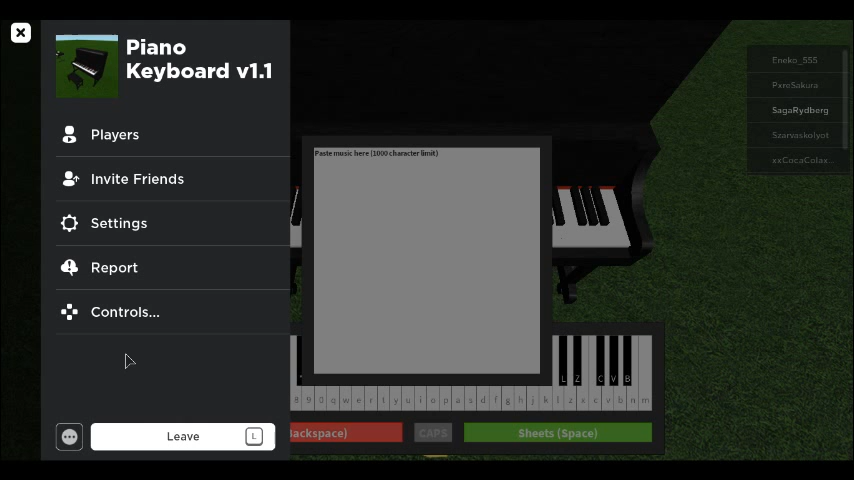 Piano
Keyboard v1.1
Players
Invite Friends
Settings
Report
Controls...
Leave
L
Paste music here (1000 character limit)
Eneko_555
PxreSakura
SagaRydberg
Szarvaskolyot
xxCocaColax...
L Z C V B
8 9 0 q w e r t y u i o p a s d f g h j k l z x c v b n m
Backspace)
CAPS
Sheets (Space)